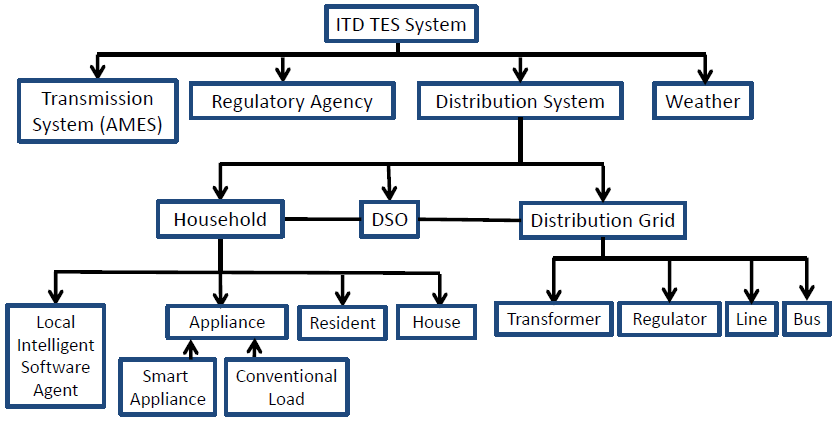 ITD TES System
Transmission
System (AMES)
Regulatory Agency
Distribution System
Weather
Household
DSO
Distribution Grid
Local
Intelligent
Software
Agent
Appliance
Resident
House
Transformer
Regulator
Line
Bus
Smart
Appliance
Conventional
Load